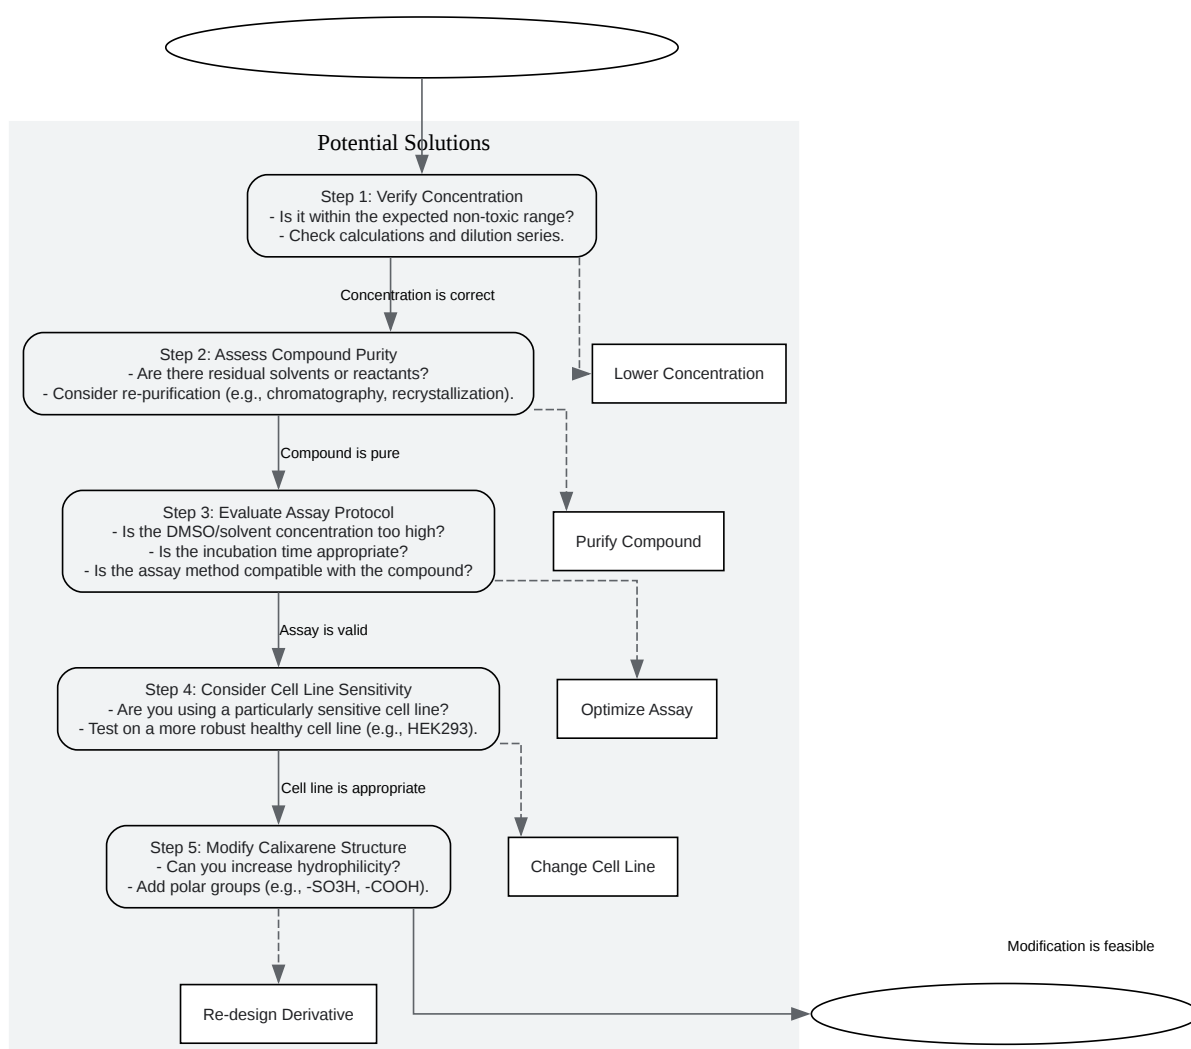 Potential Solutions
Step 1: Verify Concentration
- Is it within the expected non-toxic range?
- Check calculations and dilution series.
Concentration is correct
Step 2: Assess Compound Purity
- Are there residual solvents or reactants?
- Consider re-purification (e.g., chromatography, recrystallization).
Lower Concentration
Compound is pure
Step 3: Evaluate Assay Protocol
- Is the DMSO/solvent concentration too high?
- Is the incubation time appropriate?
- Is the assay method compatible with the compound?
Purify Compound
Assay is valid
Step 4: Consider Cell Line Sensitivity
- Are you using a particularly sensitive cell line?
- Test on a more robust healthy cell line (e.g., HEK293).
Optimize Assay
Cell line is appropriate
Step 5: Modify Calixarene Structure
- Can you increase hydrophilicity?
- Add polar groups (e.g., -SO3H, -COOH).
Change Cell Line
Modification is feasible
Re-design Derivative